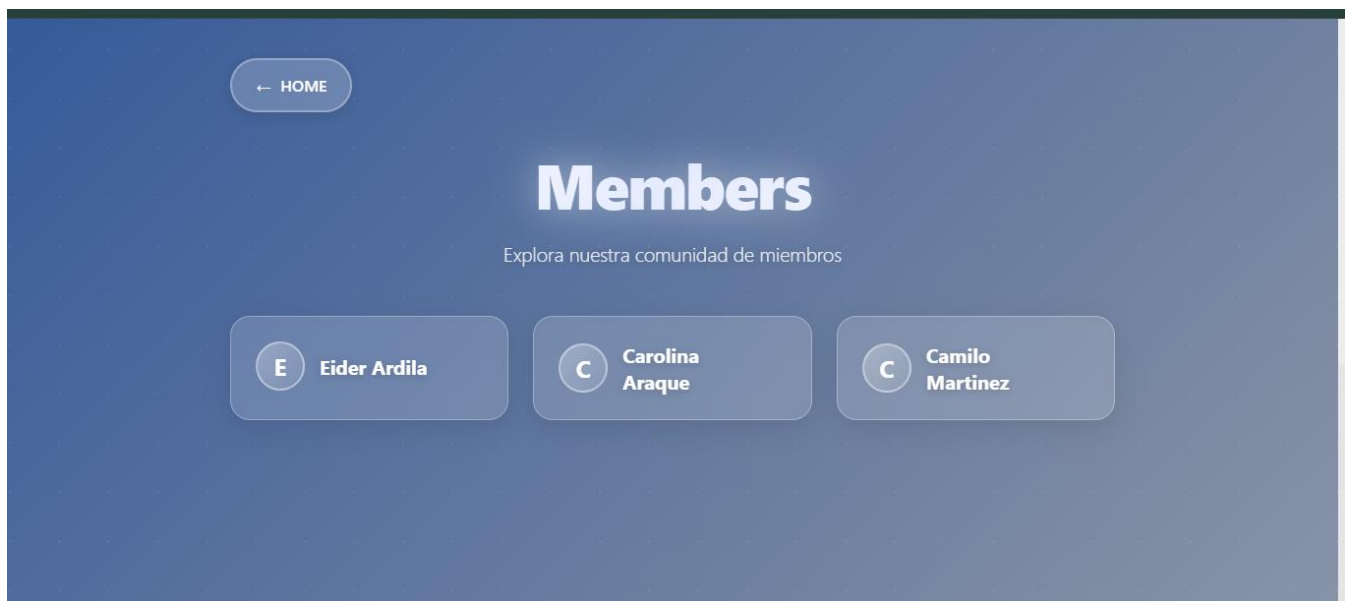 ← HOME
Members
Explora nuestra comunidad de miembros
E
Eider Ardila
C
Carolina
Araque
C
Camilo
Martinez